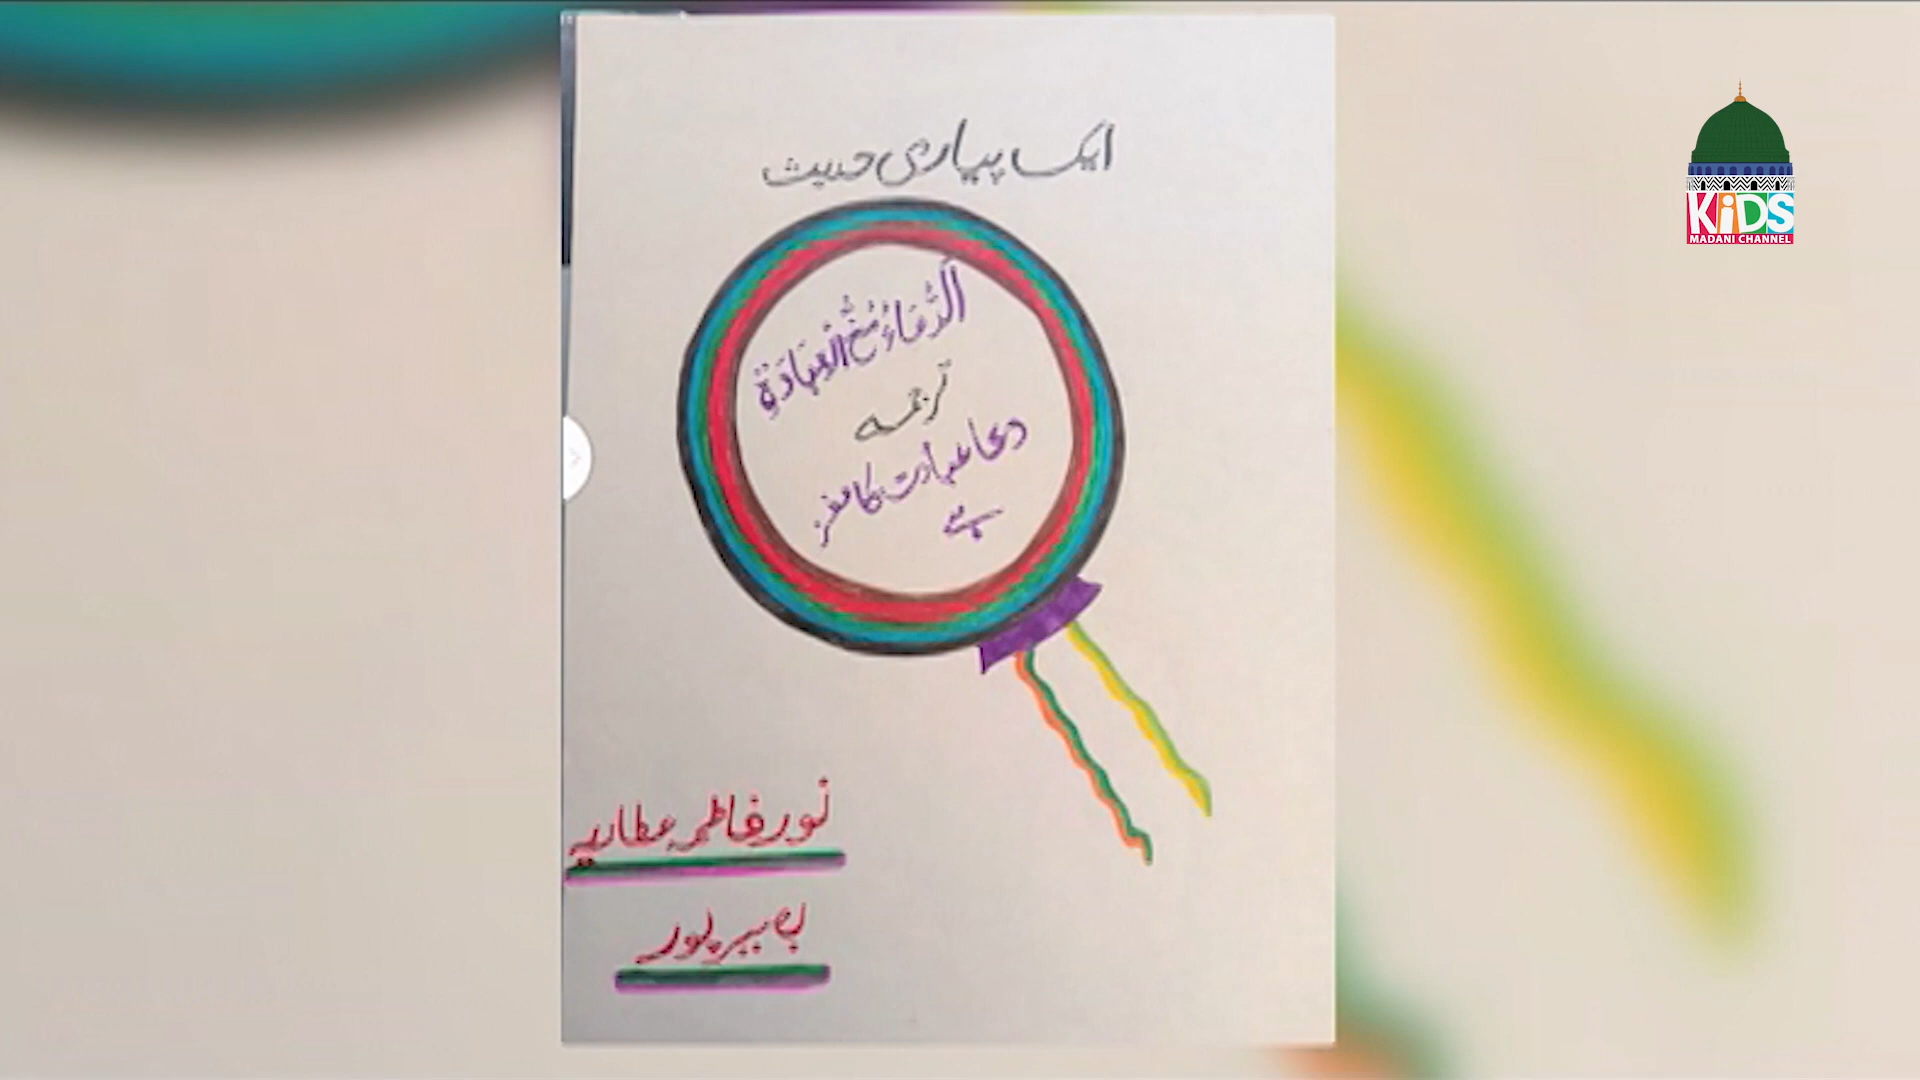 ایک پیاری حدیث
اَلدُّعَاءُ مُخُّ الْعِبَادَةِ
ترجمہ
دعا عبادت کا مغز
ہے
نور فاطمہ عطاریہ
پور
KiDS
MADANI CHANNEL